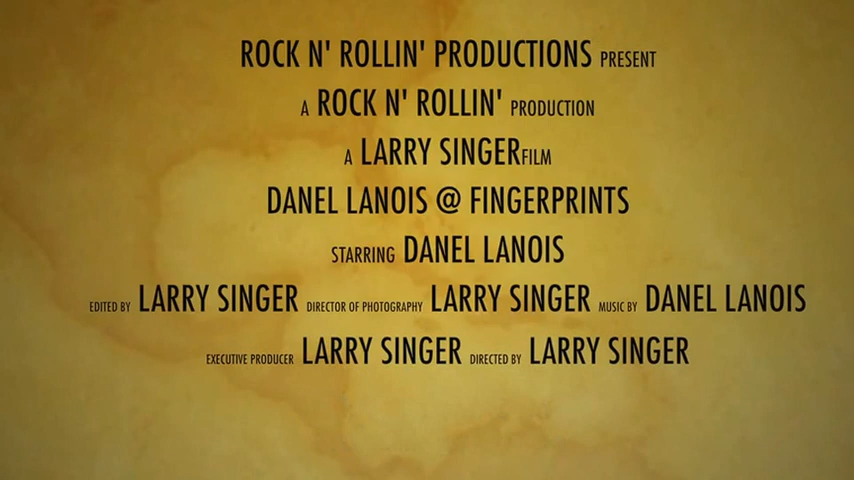 ROCK N' ROLLIN' PRODUCTIONS PRESENT
A ROCK N' ROLLIN' PRODUCTION
A LARRY SINGERFILM
DANEL LANOIS @ FINGERPRINTS
STARRING DANEL LANOIS
EDITED BY LARRY SINGER DIRECTOR OF PHOTOGRAPHY LARRY SINGER MUSIC BY DANEL LANOIS
EXECUTIVE PRODUCER LARRY SINGER DIRECTED BY LARRY SINGER